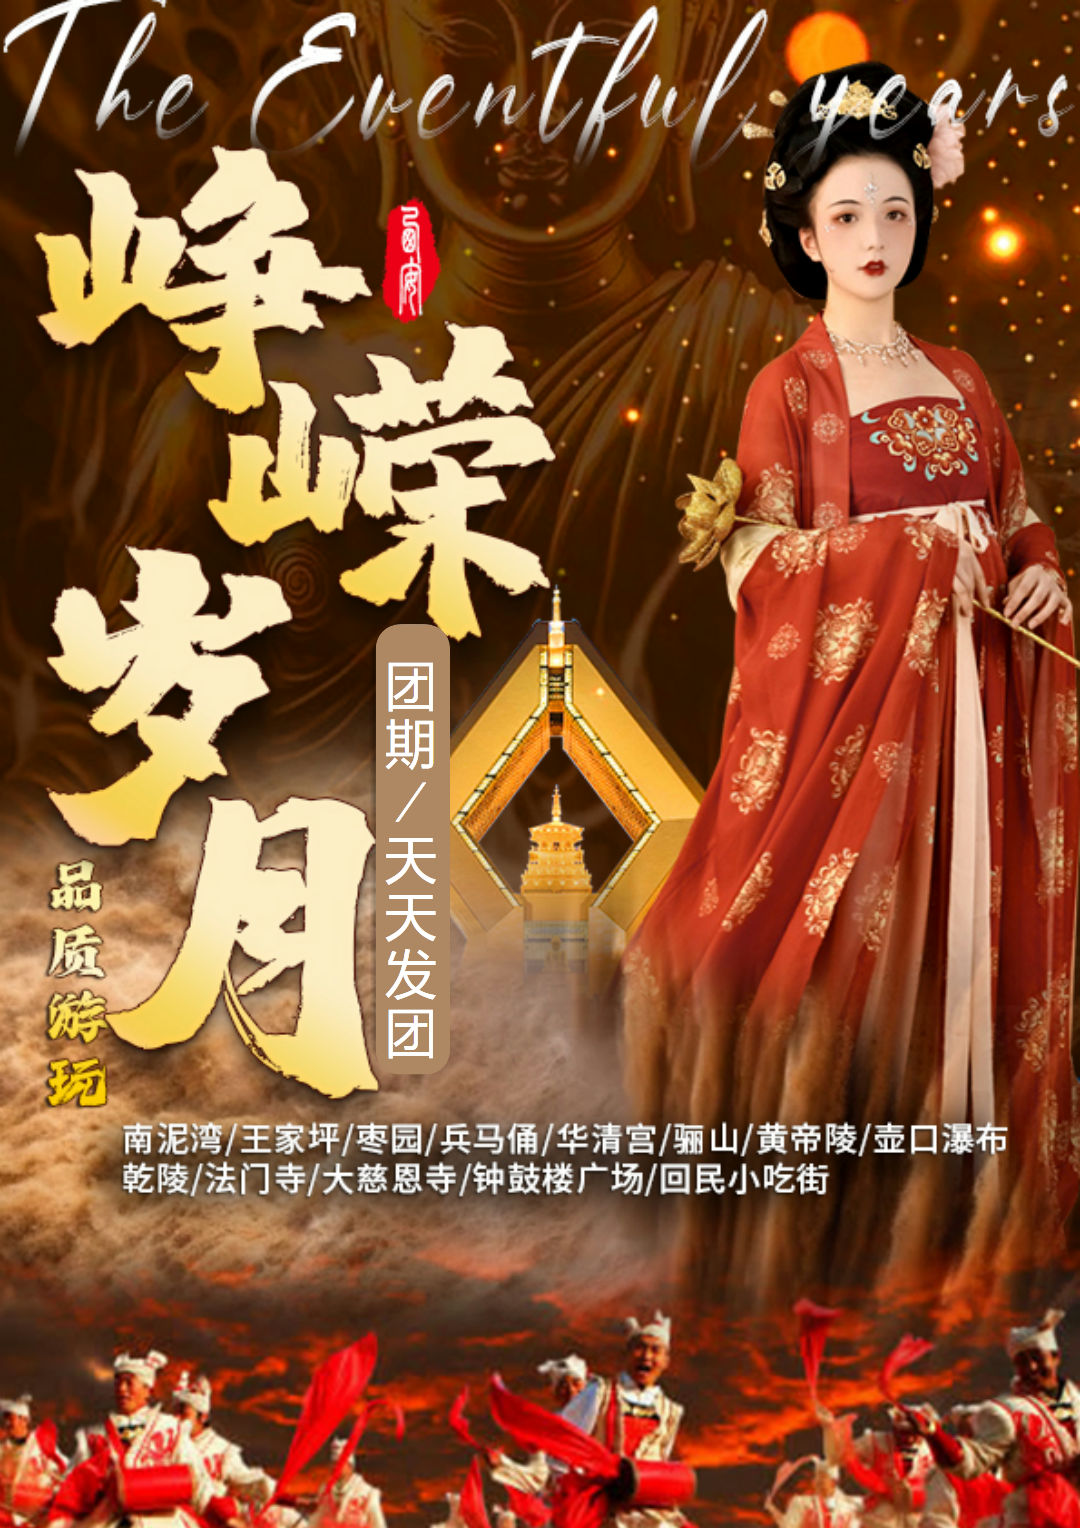 The Eventful years
峥嵘
岁月
西安
团期/天天发团
品质游玩
南泥湾/王家坪/枣园/兵马俑/华清宫/骊山/黄帝陵/壶口瀑布
乾陵/法门寺/大慈恩寺/钟鼓楼广场/回民小吃街